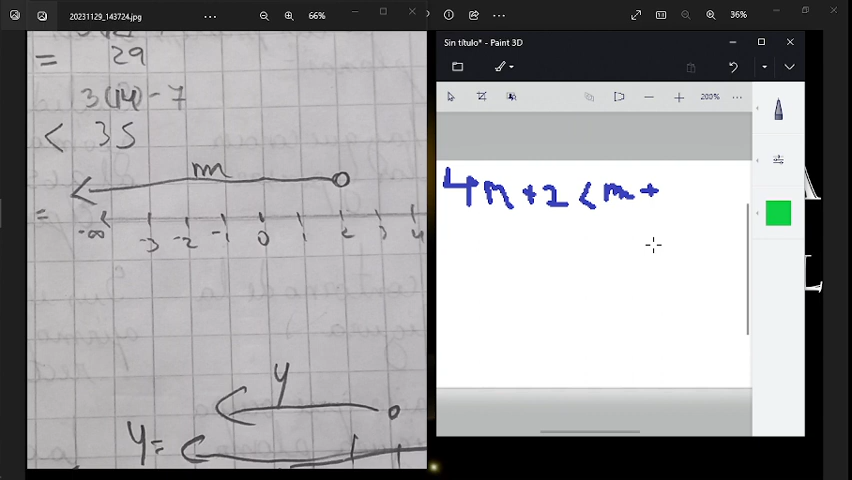 20231129_143724.jpg
66%
36%
= 29
3(14) - 7
< 35
m
=
-∞ -3 -2 -1 0 1 2 3 4
y
y=
Sin título* - Paint 3D
200%
4m + 2 < m +